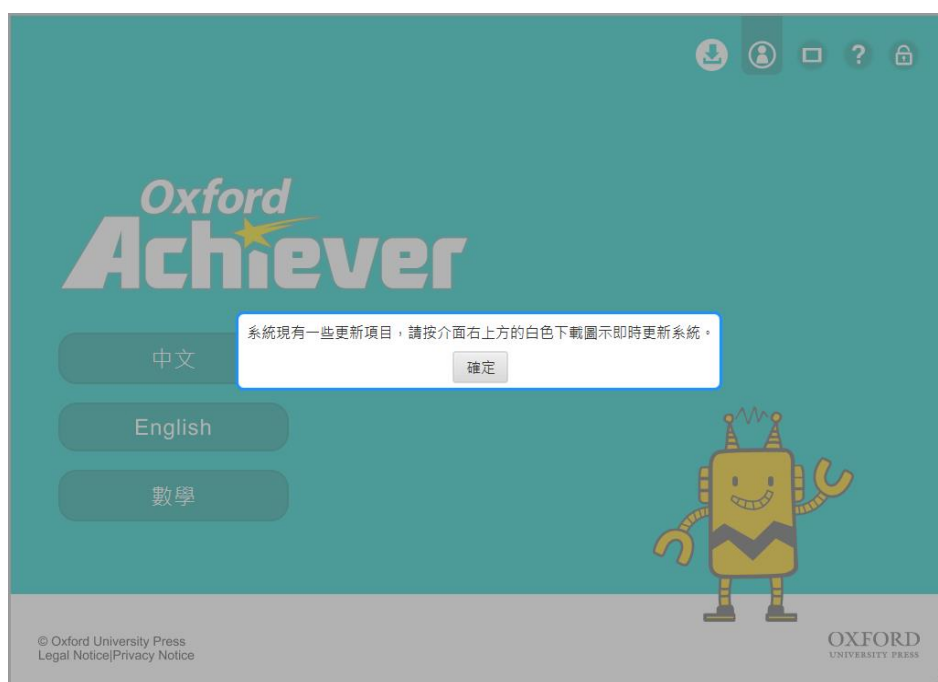 ?
Oxford
Achiever
系統現有一些更新項目，請按介面右上方的白色下載圖示即時更新系統。
確定
中文
English
數學
© Oxford University Press
Legal Notice|Privacy Notice
OXFORD
UNIVERSITY PRESS